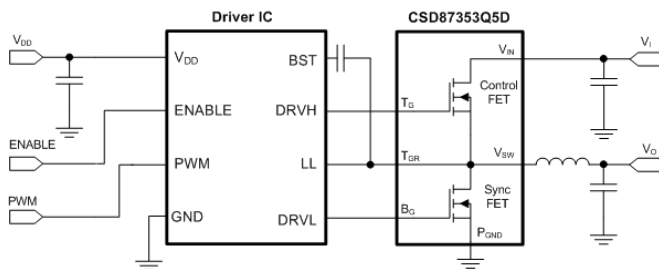 Driver IC
CSD87353Q5D
VDD
VDD
BST
VIN
VI
Control
FET
ENABLE
DRVH
TG
ENABLE
PWM
LL
TGR
VSW
VO
PWM
Sync
FET
GND
DRVL
BG
PGND